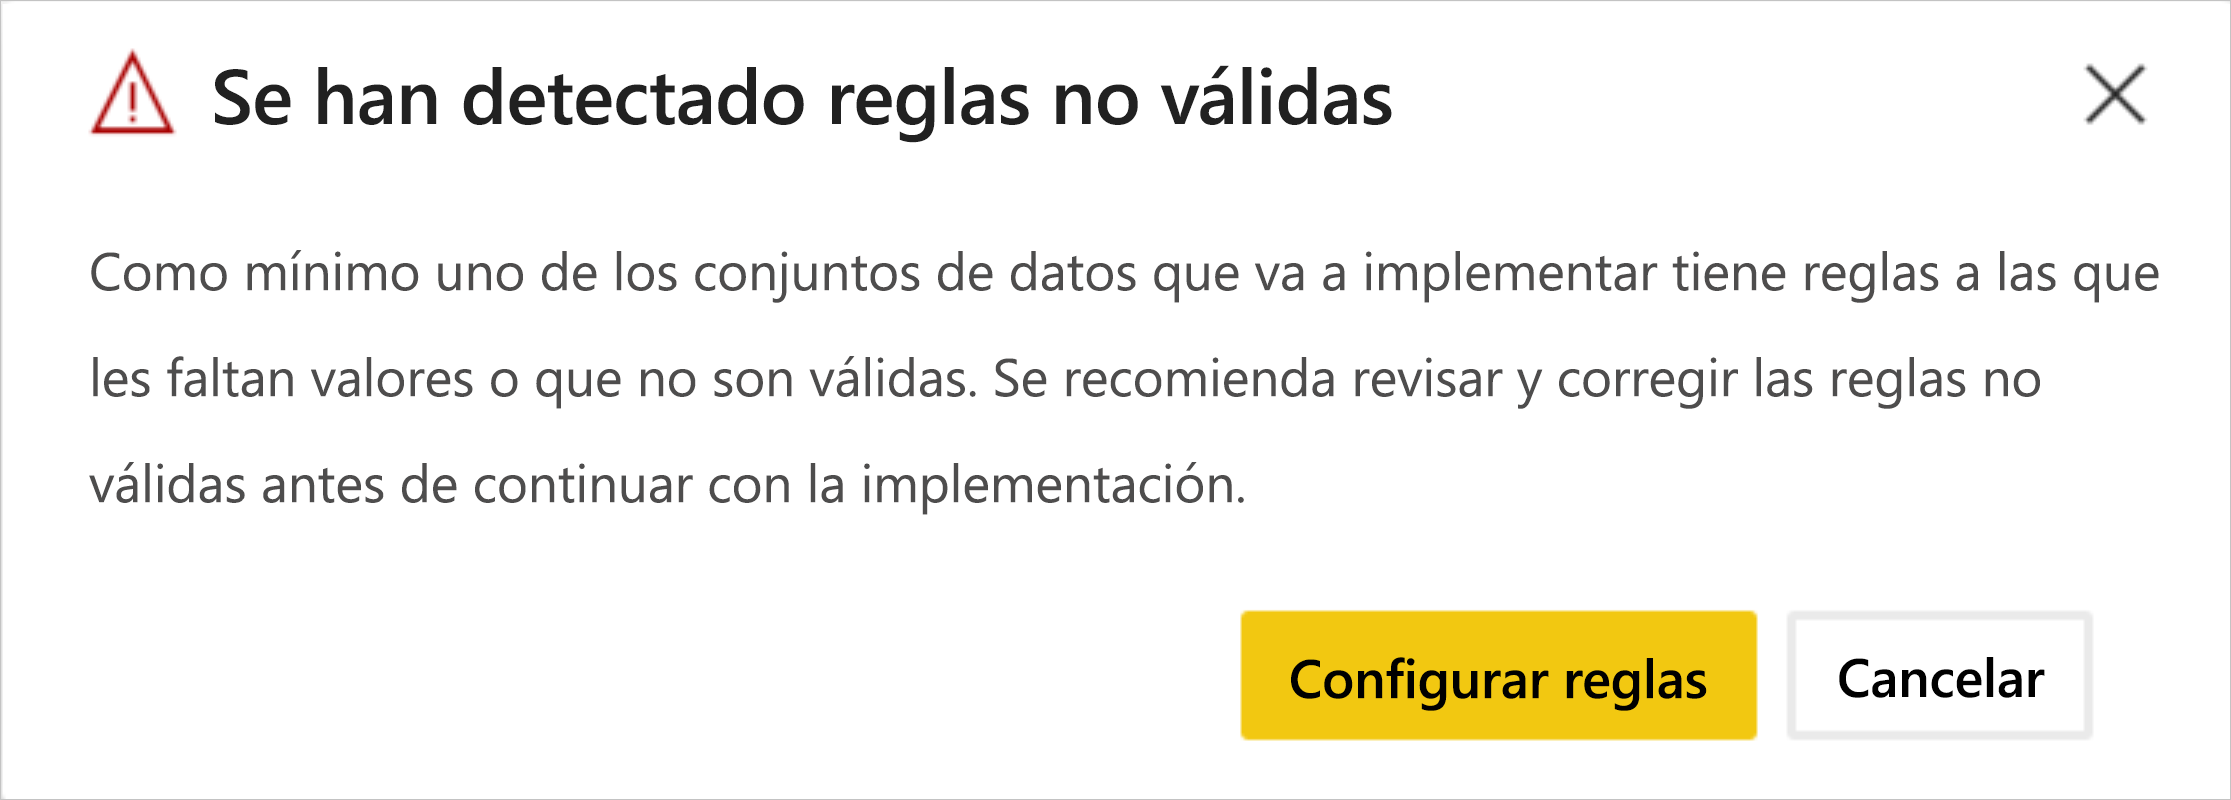 Se han detectado reglas no válidas
Como mínimo uno de los conjuntos de datos que va a implementar tiene reglas a las que
les faltan valores o que no son válidas. Se recomienda revisar y corregir las reglas no
válidas antes de continuar con la implementación.
Configurar reglas
Cancelar